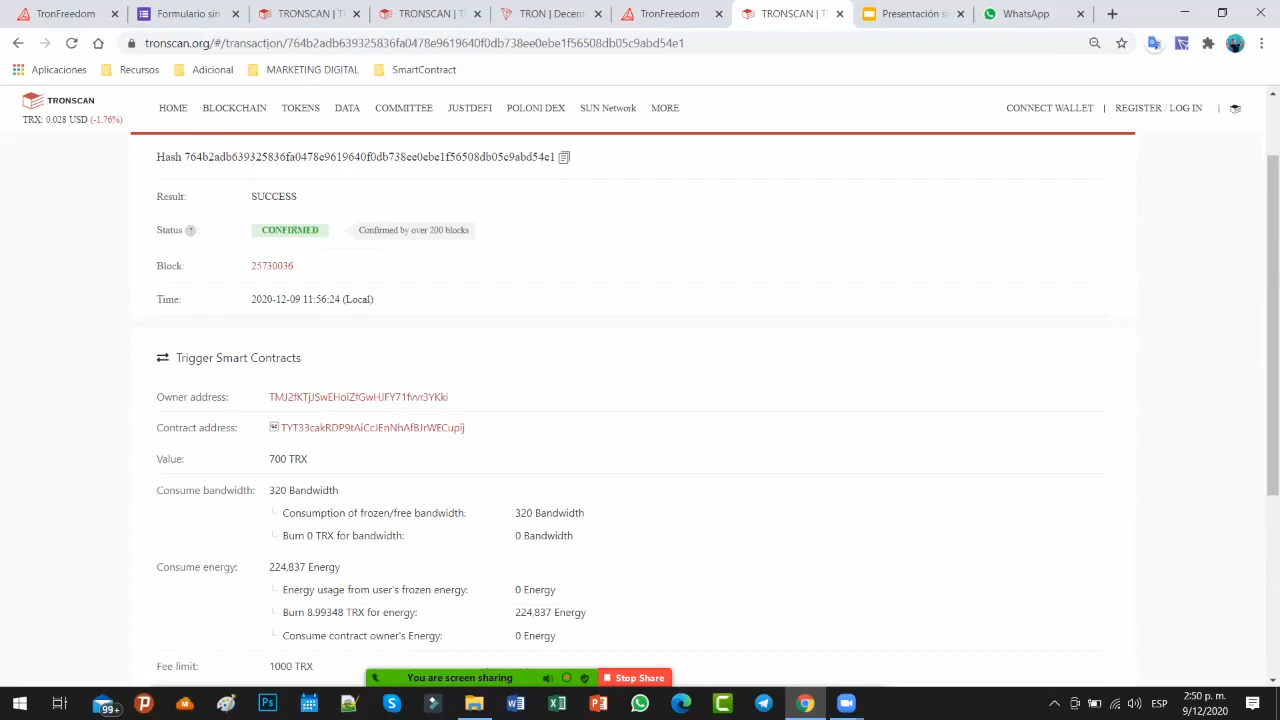 TronFreedom
Formulario sin
TRONSCAN | T
TRONSCAN | T
TRON | Decen
TronFreedom
TRONSCAN | T
Presentación s
WhatsApp
tronscan.org/#/transaction/764b2adb639325836fa0478e9619640f0db738ee0ebe1f56508db05c9abd54e1
Aplicaciones Recursos Adicional MARKETING DIGITAL SmartContract
TRONSCAN
TRX: 0.028 USD (-1.76%)
HOME BLOCKCHAIN TOKENS DATA COMMITTEE JUSTDEFI POLONI DEX SUN Network MORE
CONNECT WALLET | REGISTER / LOG IN |
Hash 764b2adb639325836fa0478e9619640f0db738ee0ebe1f56508db05c9abd54e1
Result: SUCCESS
Status ? : CONFIRMED Confirmed by over 200 blocks
Block: 25730036
Time: 2020-12-09 11:56:24 (Local)
Trigger Smart Contracts
Owner address: TMJ2fKTjJSwEHoiZfGwHJFY71fvvr3YKki
Contract address: TYT33cakRDP9tAiCcJEnNhAfBJrWECupij
Value: 700 TRX
Consume bandwidth: 320 Bandwidth
Consumption of frozen/free bandwidth: 320 Bandwidth
Burn 0 TRX for bandwidth: 0 Bandwidth
Consume energy: 224,837 Energy
Energy usage from user's frozen energy: 0 Energy
Burn 8.99348 TRX for energy: 224,837 Energy
Consume contract owner's Energy: 0 Energy
Fee limit: 1000 TRX
You are screen sharing Stop Share
99+
ESP
2:50 p. m.
9/12/2020